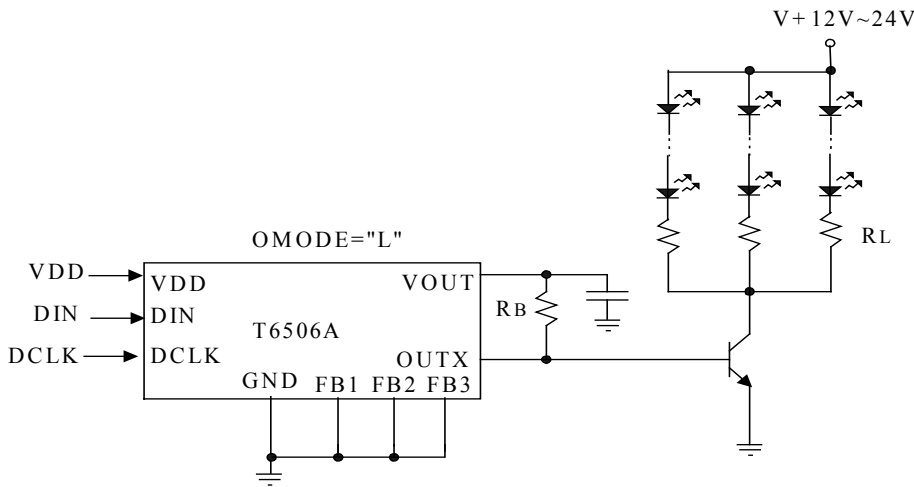 V+12V~24V
OMODE="L"
RL
VDD
VDD
VOUT
DIN
DIN
RB
T6506A
DCLK
DCLK
OUTX
GND
FB1
FB2
FB3